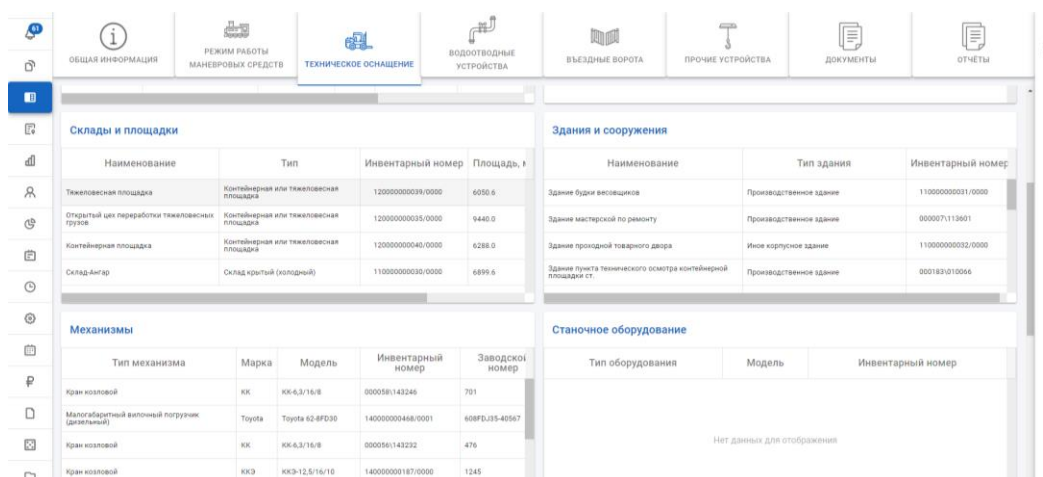 61
ОБЩАЯ ИНФОРМАЦИЯ
РЕЖИМ РАБОТЫ
МАНЕВРОВЫХ СРЕДСТВ
ТЕХНИЧЕСКОЕ ОСНАЩЕНИЕ
ВОДООТВОДНЫЕ
УСТРОЙСТВА
ВЪЕЗДНЫЕ ВОРОТА
ПРОЧИЕ УСТРОЙСТВА
ДОКУМЕНТЫ
ОТЧЁТЫ
Склады и площадки
Наименование Тип Инвентарный номер Площадь, м
Тяжеловесная площадка Контейнерная или тяжеловесная площадка 120000000039/0000 6050.6
Открытый цех переработки тяжеловесных грузов Контейнерная или тяжеловесная площадка 120000000035/0000 9440.0
Контейнерная площадка Контейнерная или тяжеловесная площадка 120000000040/0000 6288.0
Склад-Ангар Склад крытый (холодный) 110000000030/0000 6899.6
Здания и сооружения
Наименование Тип здания Инвентарный номер
Здание будки весовщиков Производственное здание 110000000031/0000
Здание мастерской по ремонту Производственное здание 000007\113601
Здание проходной товарного двора Иное корпусное здание 110000000032/0000
Здание пункта технического осмотра контейнерной площадки ст. Производственное здание 000183\010066
Механизмы
Тип механизма Марка Модель Инвентарный номер Заводской номер
Кран козловой КК КК-6,3/16/8 000058\143246 701
Малогабаритный вилочный погрузчик (дизельный) Toyota Toyota 62-8FD30 140000000468/0001 608FDJ35-40567
Кран козловой КК КК-6,3/16/8 000056\143232 476
Кран козловой ККЭ ККЭ-12,5/16/10 140000000187/0000 1245
Станочное оборудование
Тип оборудования Модель Инвентарный номер
Нет данных для отображения